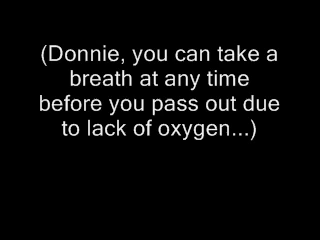 (Donnie, you can take a
breath at any time
before you pass out due
to lack of oxygen...)